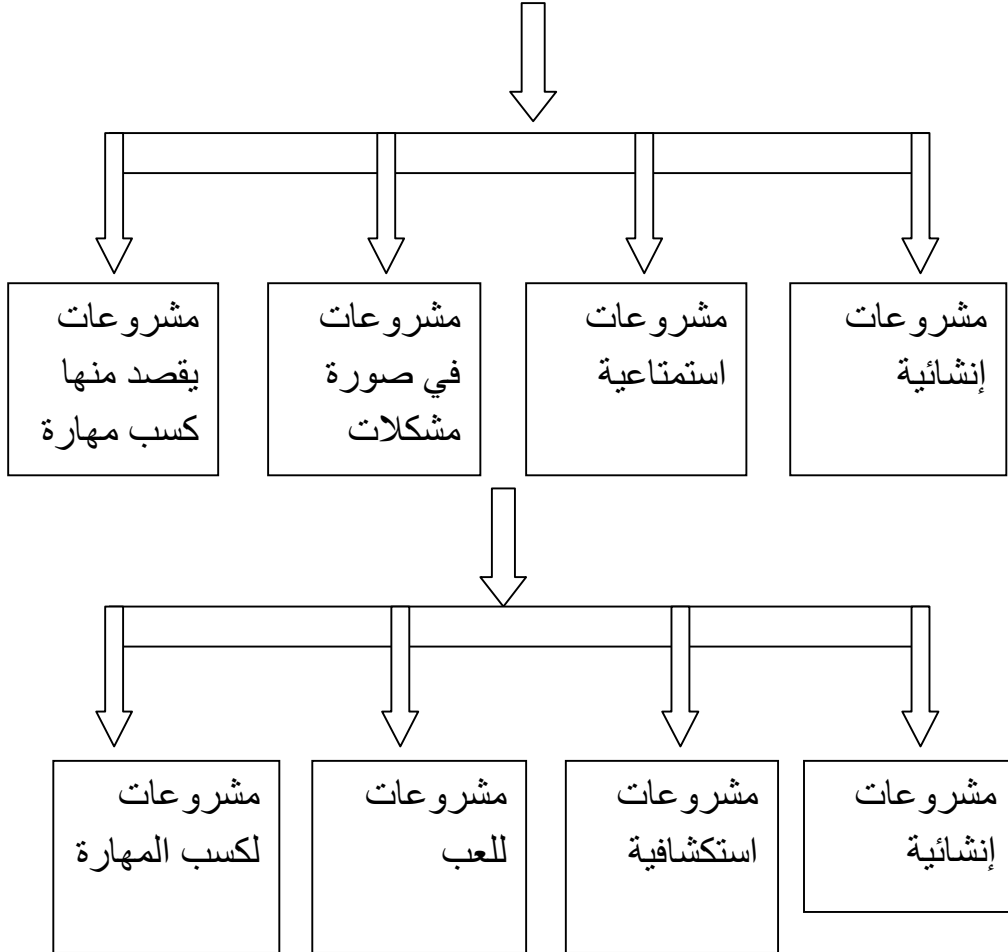 مشروعات
إنشائية
مشروعات
استمتاعية
مشروعات
في صورة
مشكلات
مشروعات
يقصد منها
كسب مهارة
مشروعات
إنشائية
مشروعات
استكشافية
مشروعات
للعب
مشروعات
لكسب المهارة